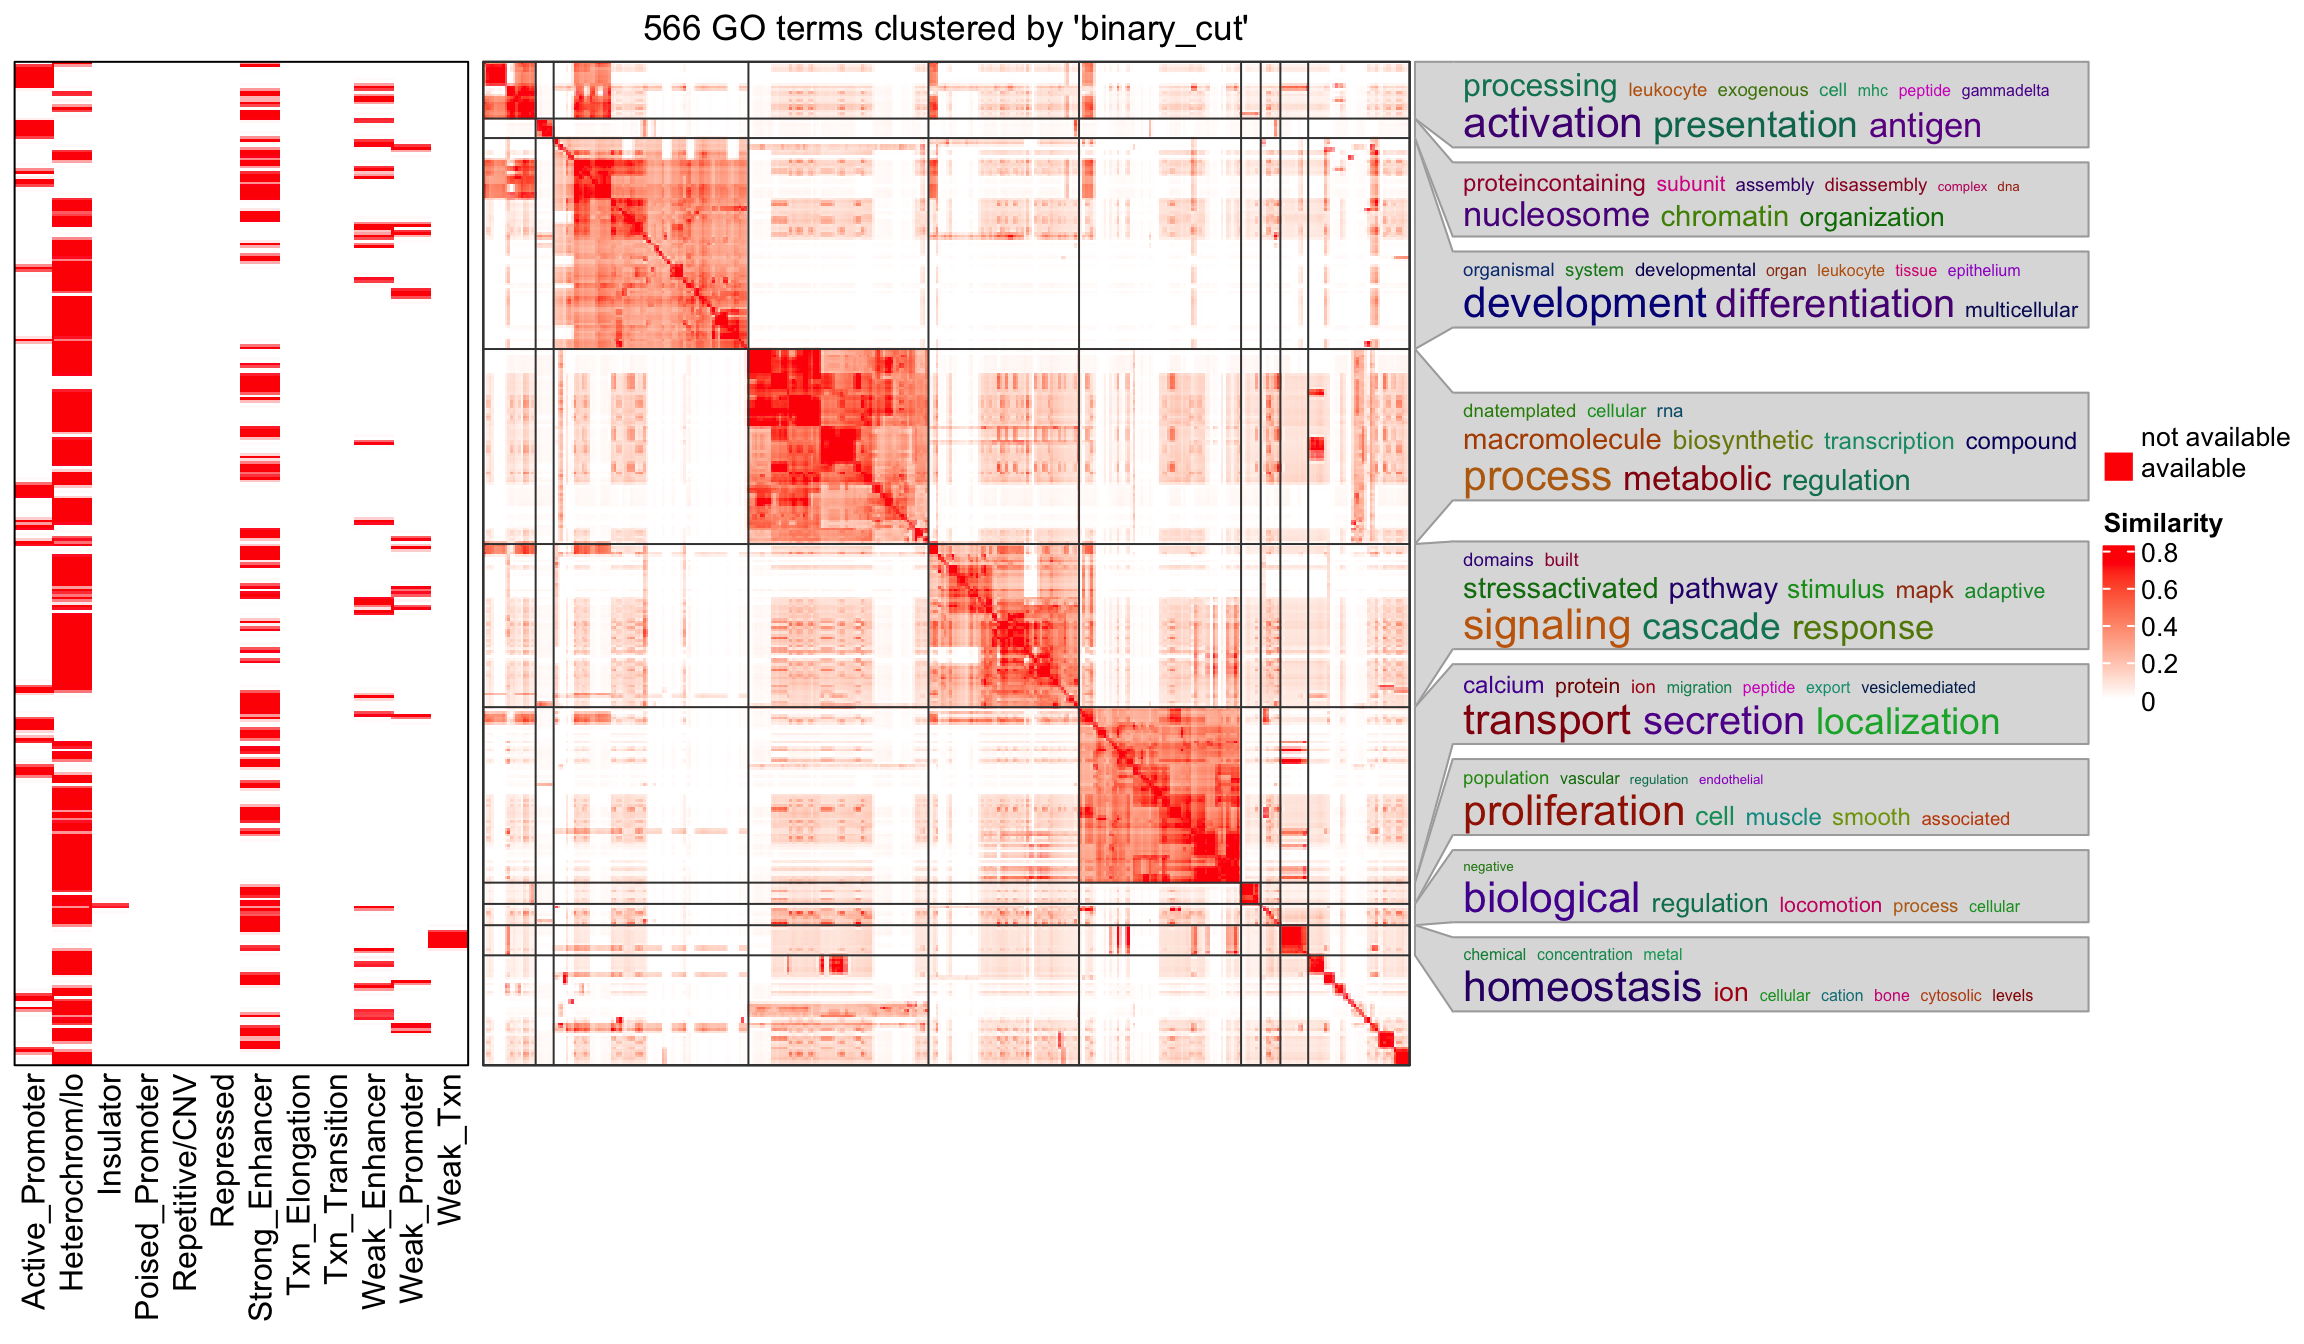 566 GO terms clustered by 'binary_cut'
processing leukocyte exogenous cell mhc peptide gammadelta
activation presentation antigen
proteincontaining subunit assembly disassembly complex dna
nucleosome chromatin organization
organismal system developmental organ leukocyte tissue epithelium
development differentiation multicellular
dnatemplated cellular rna
macromolecule biosynthetic transcription compound
process metabolic regulation
domains built
stressactivated pathway stimulus mapk adaptive
signaling cascade response
calcium protein ion migration peptide export vesiclemediated
transport secretion localization
population vascular regulation endothelial
proliferation cell muscle smooth associated
negative
biological regulation locomotion process cellular
chemical concentration metal
homeostasis ion cellular cation bone cytosolic levels
not available
available
Similarity
0.8
0.6
0.4
0.2
0
Active_Promoter
Heterochrom/lo
Insulator
Poised_Promoter
Repetitive/CNV
Repressed
Strong_Enhancer
Txn_Elongation
Txn_Transition
Weak_Enhancer
Weak_Promoter
Weak_Txn